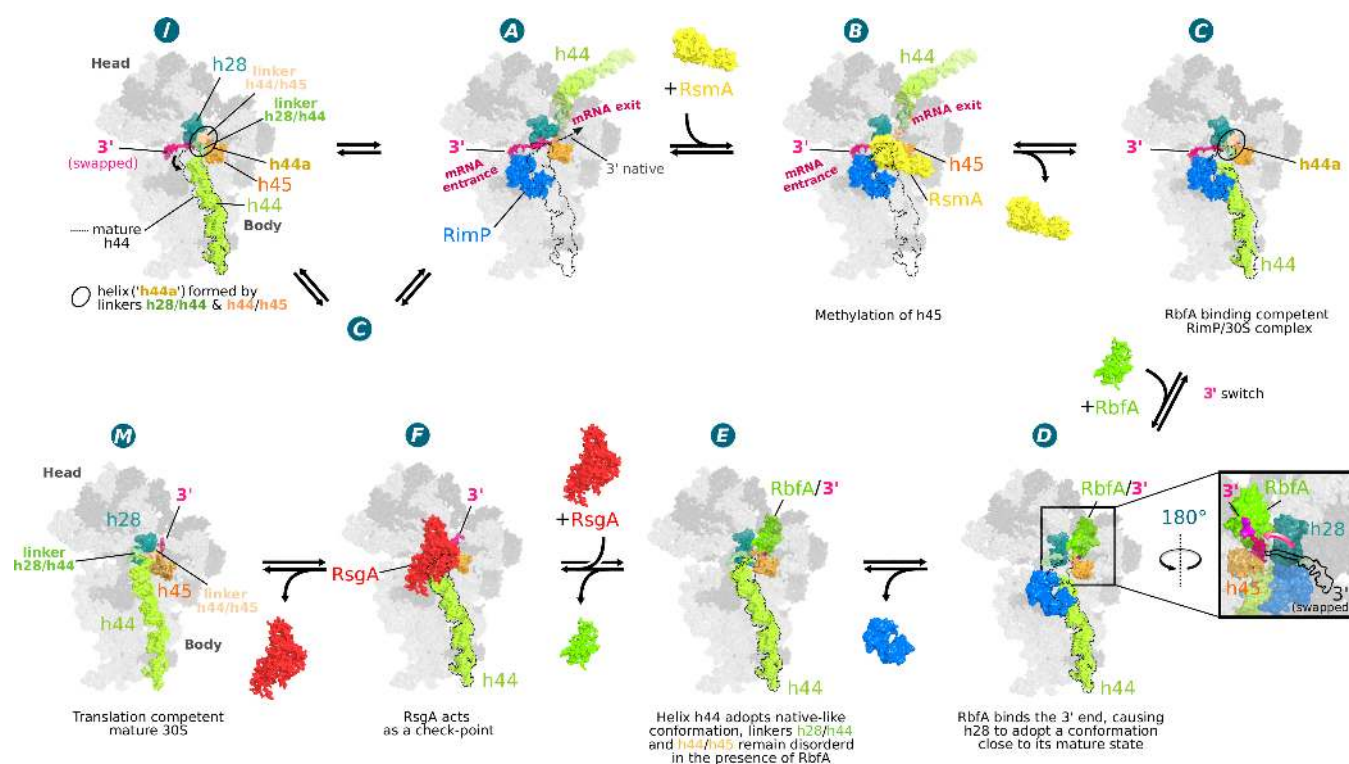 I
A
B
C
Head
h28
linker
h44/h45
linker
h28/h44
3'
(swapped)
h44a
h45
h44
mature
h44
Body
helix ('h44a') formed by
linkers h28/h44 & h44/h45
h44
mRNA exit
3'
mRNA
entrance
3' native
RimP
+RsmA
h44
mRNA exit
3'
mRNA
entrance
h45
RsmA
Methylation of h45
3'
h44a
h44
RbfA binding competent
RimP/30S complex
C
+RbfA
3' switch
M
F
E
D
Head
3'
h28
linker
h28/h44
h45
linker
h44/h45
h44
Body
Translation competent
mature 30S
3'
RsgA
h44
RsgA acts
as a check-point
+RsgA
RbfA/3'
h44
Helix h44 adopts native-like
conformation, linkers h28/h44
and h44/h45 remain disorderd
in the presence of RbfA
RbfA/3'
h44
RbfA binds the 3' end, causing
h28 to adopt a conformation
close to its mature state
180°
3'
RbfA
h28
h45
3'
(swapped)